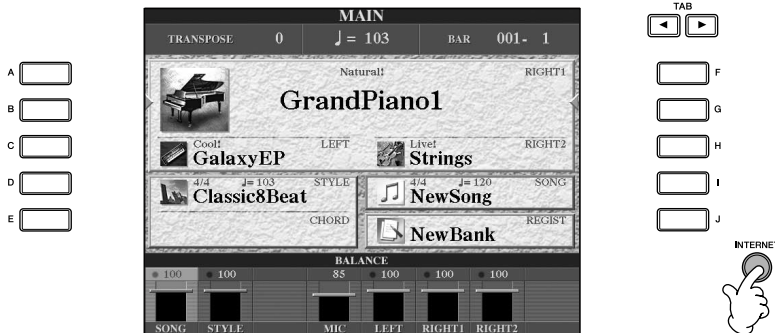 MAIN
TAB
TRANSPOSE 0 ♩= 103 BAR 001- 1
A
B
C
D
E
Natural! RIGHT1
GrandPiano1
Cool! LEFT
GalaxyEP
Live! RIGHT2
Strings
4/4 ♩= 103 STYLE
Classic8Beat
CHORD
4/4 ♩= 120 SONG
NewSong
REGIST
NewBank
F
G
H
I
J
INTERNET
BALANCE
100 100 85 100 100 100
SONG STYLE MIC LEFT RIGHT1 RIGHT2